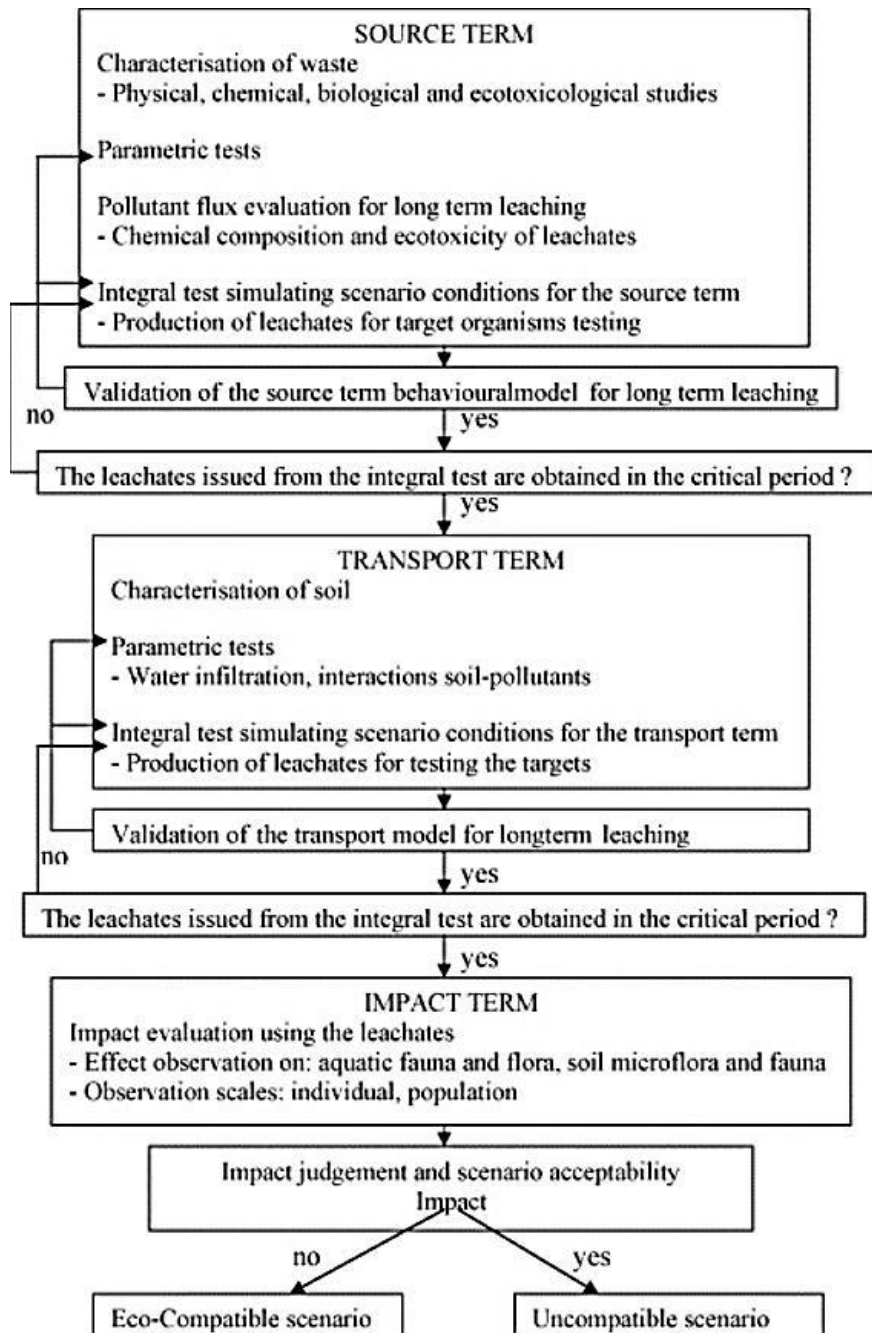 SOURCE TERM
Characterisation of waste
- Physical, chemical, biological and ecotoxicological studies
Parametric tests
Pollutant flux evaluation for long term leaching
- Chemical composition and ecotoxicity of leachates
Integral test simulating scenario conditions for the source term
- Production of leachates for target organisms testing
Validation of the source term behaviouralmodel for long term leaching
no
yes
The leachates issued from the integral test are obtained in the critical period ?
yes
TRANSPORT TERM
Characterisation of soil
Parametric tests
- Water infiltration, interactions soil-pollutants
Integral test simulating scenario conditions for the transport term
- Production of leachates for testing the targets
Validation of the transport model for longterm leaching
no
yes
The leachates issued from the integral test are obtained in the critical period ?
yes
IMPACT TERM
Impact evaluation using the leachates
- Effect observation on: aquatic fauna and flora, soil microflora and fauna
- Observation scales: individual, population
Impact judgement and scenario acceptability
Impact
no
yes
Eco-Compatible scenario
Uncompatible scenario